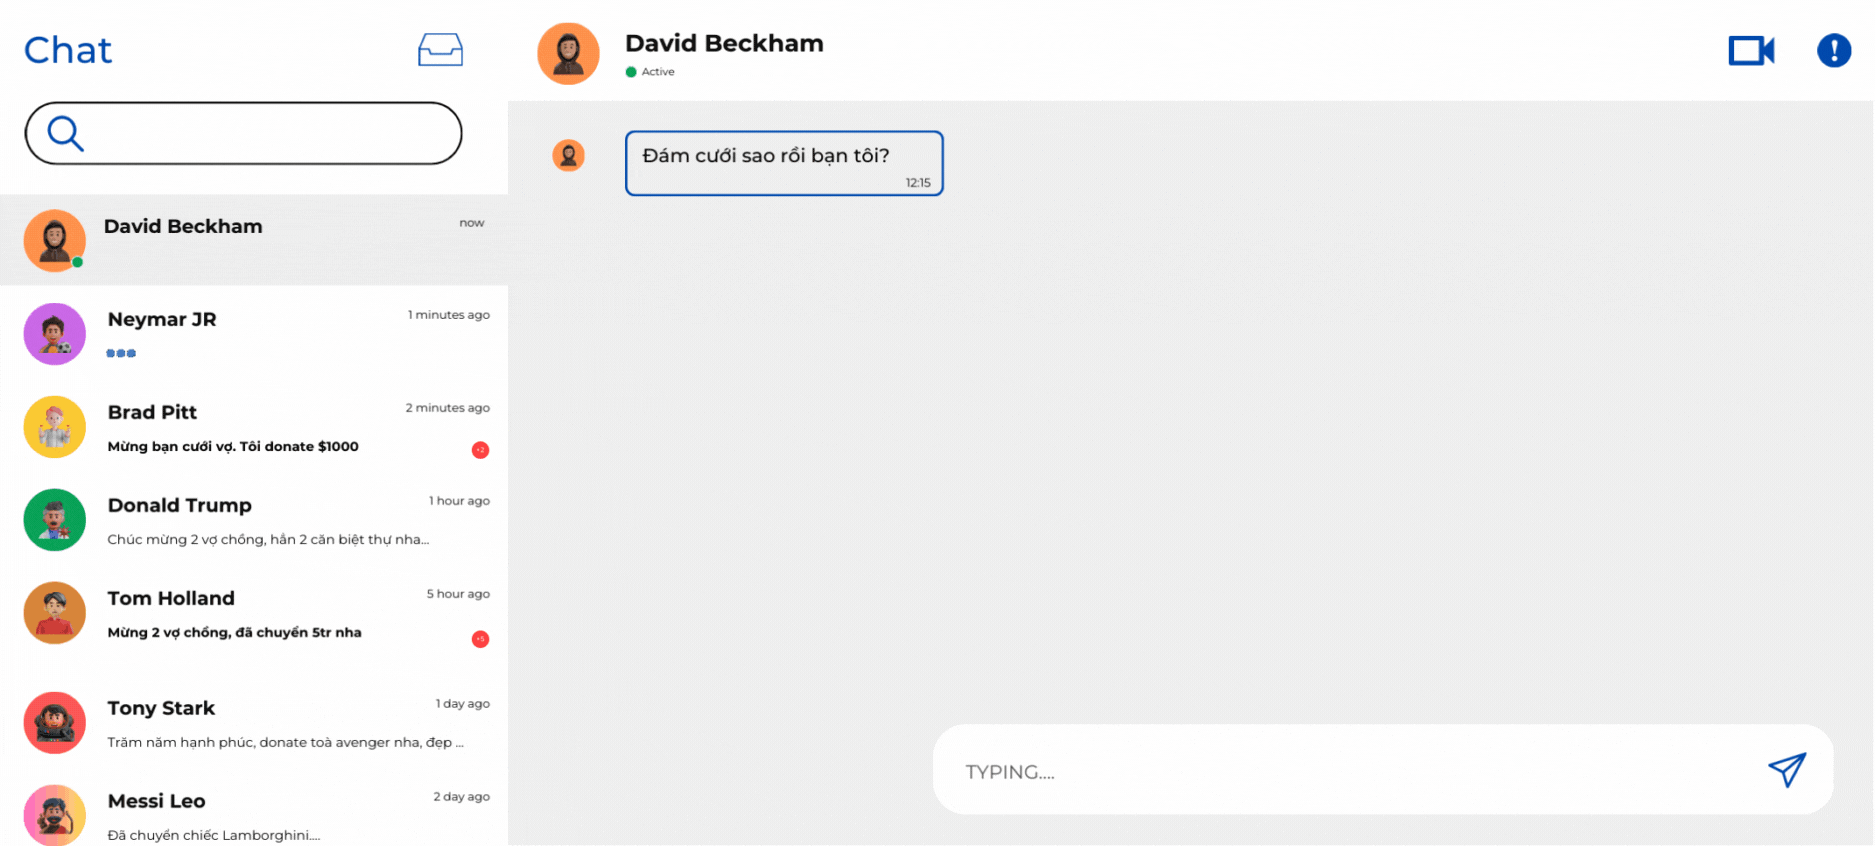 Chat
David Beckham
now
Neymar JR
1 minutes ago
Brad Pitt
2 minutes ago
Mừng bạn cưới vợ. Tôi donate $1000
+2
Donald Trump
1 hour ago
Chúc mừng 2 vợ chồng, hẳn 2 căn biệt thự nha...
Tom Holland
5 hour ago
Mừng 2 vợ chồng, đã chuyển 5tr nha
+5
Tony Stark
1 day ago
Trăm năm hạnh phúc, donate toà avenger nha, đẹp ...
Messi Leo
2 day ago
Đã chuyển chiếc Lamborghini....
David Beckham
Active
Đám cưới sao rồi bạn tôi?
12:15
TYPING....